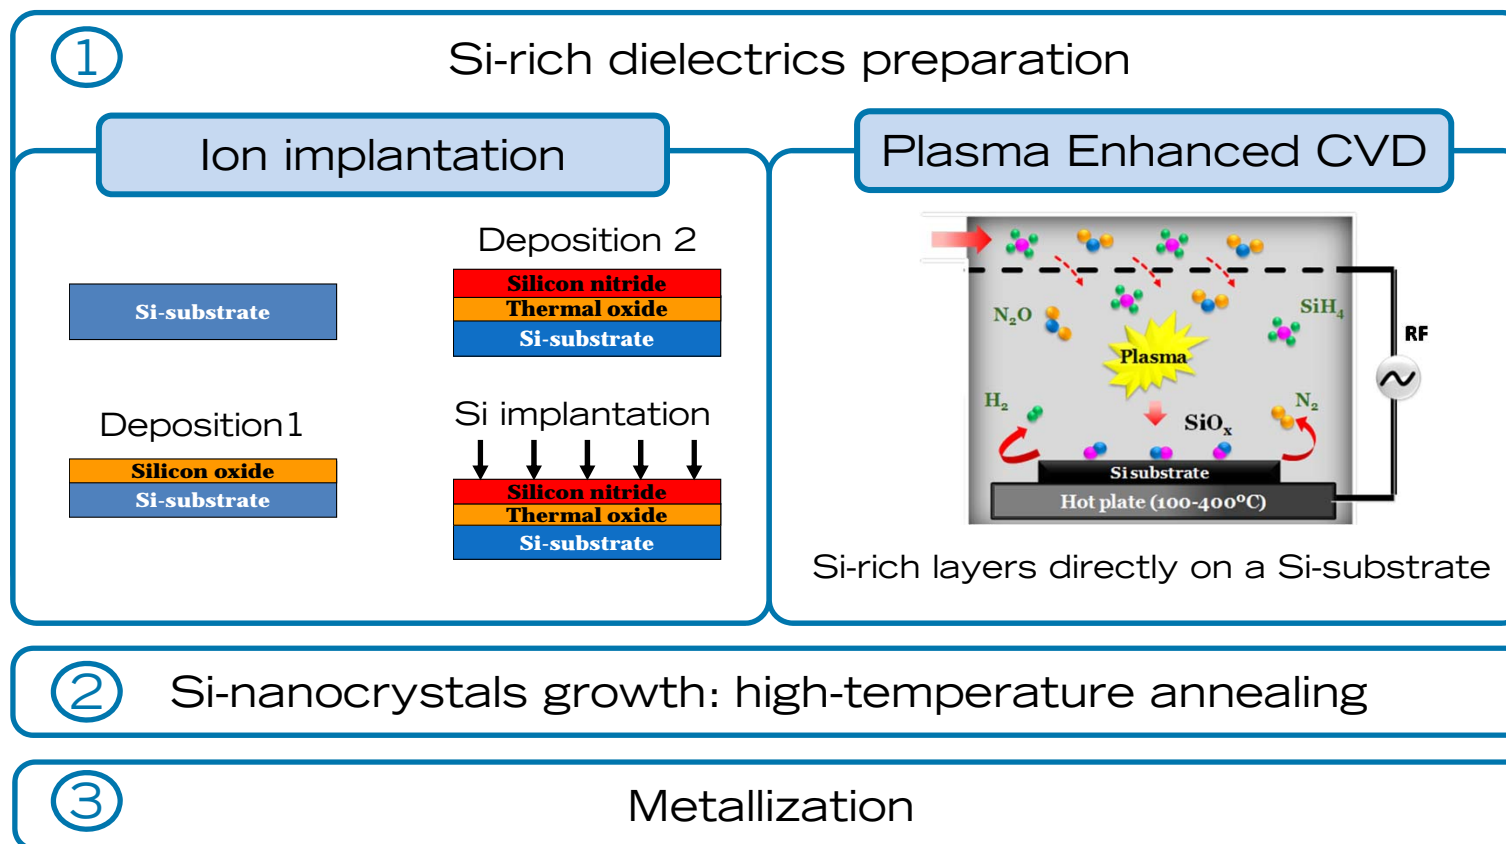 1
Si-rich dielectrics preparation
Ion implantation
Si-substrate
Deposition 1
Silicon oxide
Si-substrate
Deposition 2
Silicon nitride
Thermal oxide
Si-substrate
Si implantation
Silicon nitride
Thermal oxide
Si-substrate
Plasma Enhanced CVD
N₂O
SiH₄
RF
Plasma
H₂
N₂
SiOₓ
Si substrate
Hot plate (100-400ºC)
Si-rich layers directly on a Si-substrate
2
Si-nanocrystals growth: high-temperature annealing
3
Metallization